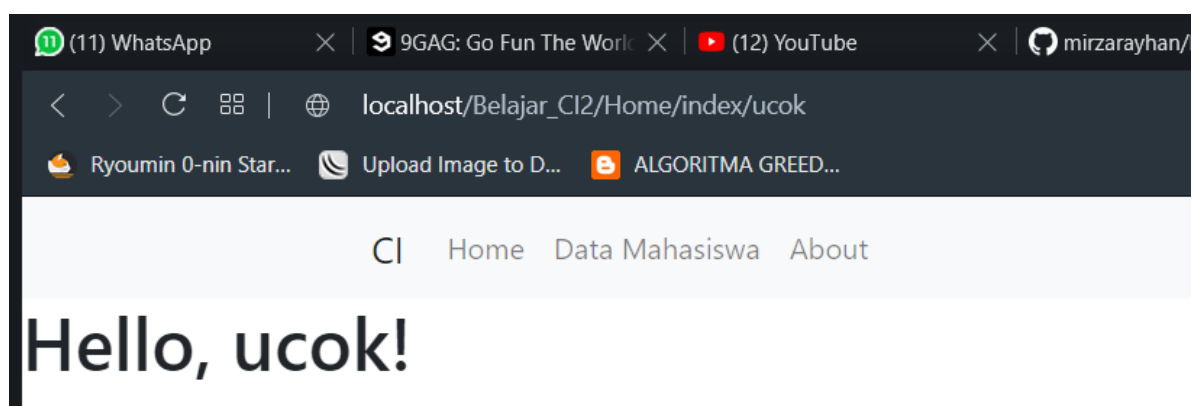 11 (11) WhatsApp 9GAG: Go Fun The Worl (12) YouTube mirzarayhan/
localhost/Belajar_CI2/Home/index/ucok
Ryoumin 0-nin Star... Upload Image to D... ALGORITMA GREED...
CI Home Data Mahasiswa About
Hello, ucok!